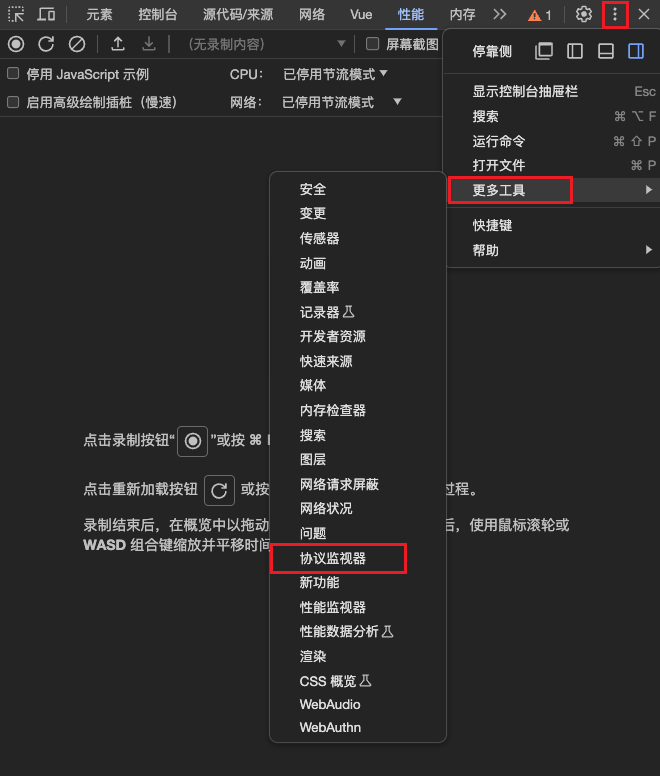 元素 控制台 源代码/来源 网络 Vue 性能 内存 1
(无录制内容) 屏幕截图
停用 JavaScript 示例 CPU: 已停用节流模式
启用高级绘制插桩（慢速） 网络： 已停用节流模式
停靠侧
显示控制台抽屉栏 Esc
搜索 ⌘ ⌥ F
运行命令 ⌘ ⇧ P
打开文件 ⌘ P
更多工具
快捷键
帮助
安全
变更
传感器
动画
覆盖率
记录器
开发者资源
快速来源
媒体
内存检查器
搜索
图层
网络请求屏蔽
网络状况
问题
协议监视器
新功能
性能监视器
性能数据分析
渲染
CSS 概览
WebAudio
WebAuthn
点击录制按钮“ ”或按 ⌘
点击重新加载按钮 或按 过程。
录制结束后，在概览中以拖动 后，使用鼠标滚轮或
WASD 组合键缩放并平移时间